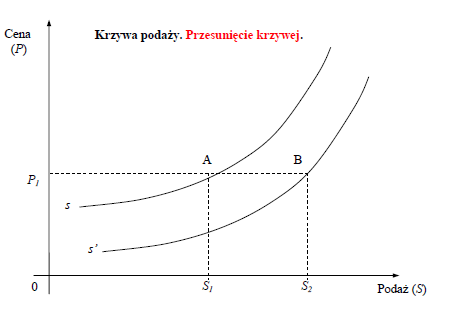 Cena
(P)
Krzywa podaży. Przesunięcie krzywej.
A
B
P1
s
s'
0
S1
S2
Podaż (S)